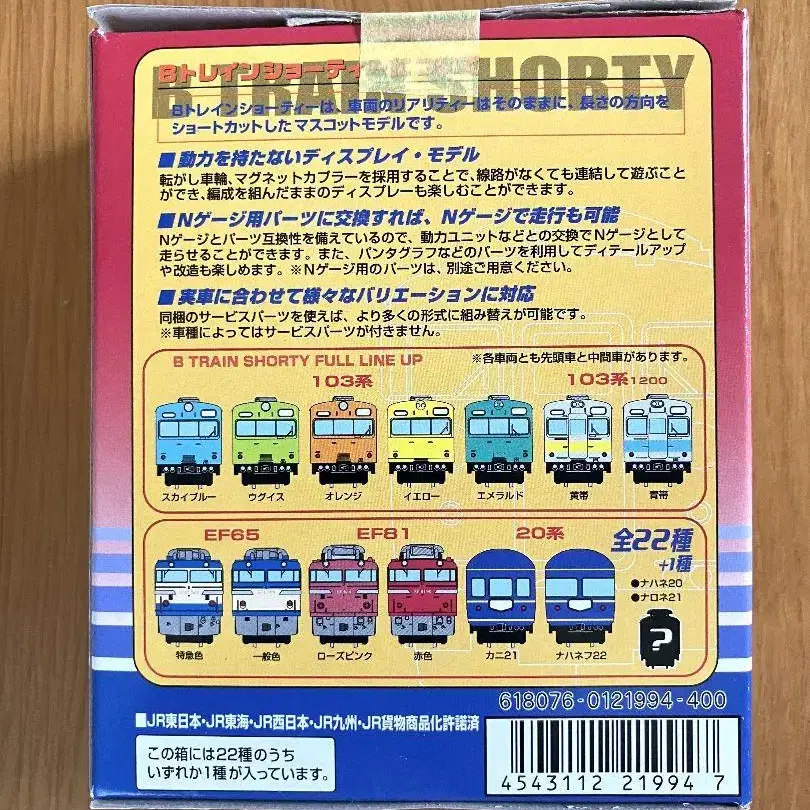 Bトレインショーティー
B TRAIN SHORTY
Bトレインショーティーは、車両のリアリティーはそのままに、長さの方向を
ショートカットしたマスコットモデルです。
■動力を持たないディスプレイ・モデル
転がし車輪、マグネットカプラーを採用することで、線路がなくても連結して遊ぶこと
ができ、編成を組んだままのディスプレーも楽しむことができます。
■Nゲージ用パーツに交換すれば、Nゲージで走行も可能
Nゲージとパーツ互換性を備えているので、動力ユニットなどとの交換でNゲージとして
走らせることができます。また、パンタグラフなどのパーツを利用してディテールアップ
や改造も楽しめます。※Nゲージ用のパーツは、別途ご用意ください。
■実車に合わせて様々なバリエーションに対応
同梱のサービスパーツを使えば、より多くの形式に組み替えが可能です。
※車種によってはサービスパーツが付きません。
B TRAIN SHORTY FULL LINE UP ※各車両とも先頭車と中間車があります。
103系 103系1200
スカイブルー ウグイス オレンジ イエロー エメラルド 黄帯 青帯
EF65 EF81 20系 全22種
+1種
●ナハネ20
●ナロネ21
?
特急色 一般色 ローズピンク 赤色 カニ21 ナハネフ22
618076-0121994-400
■JR東日本・JR東海・JR西日本・JR九州・JR貨物商品化許諾済
この箱には22種のうち
いずれか1種が入っています。
4543112 219947